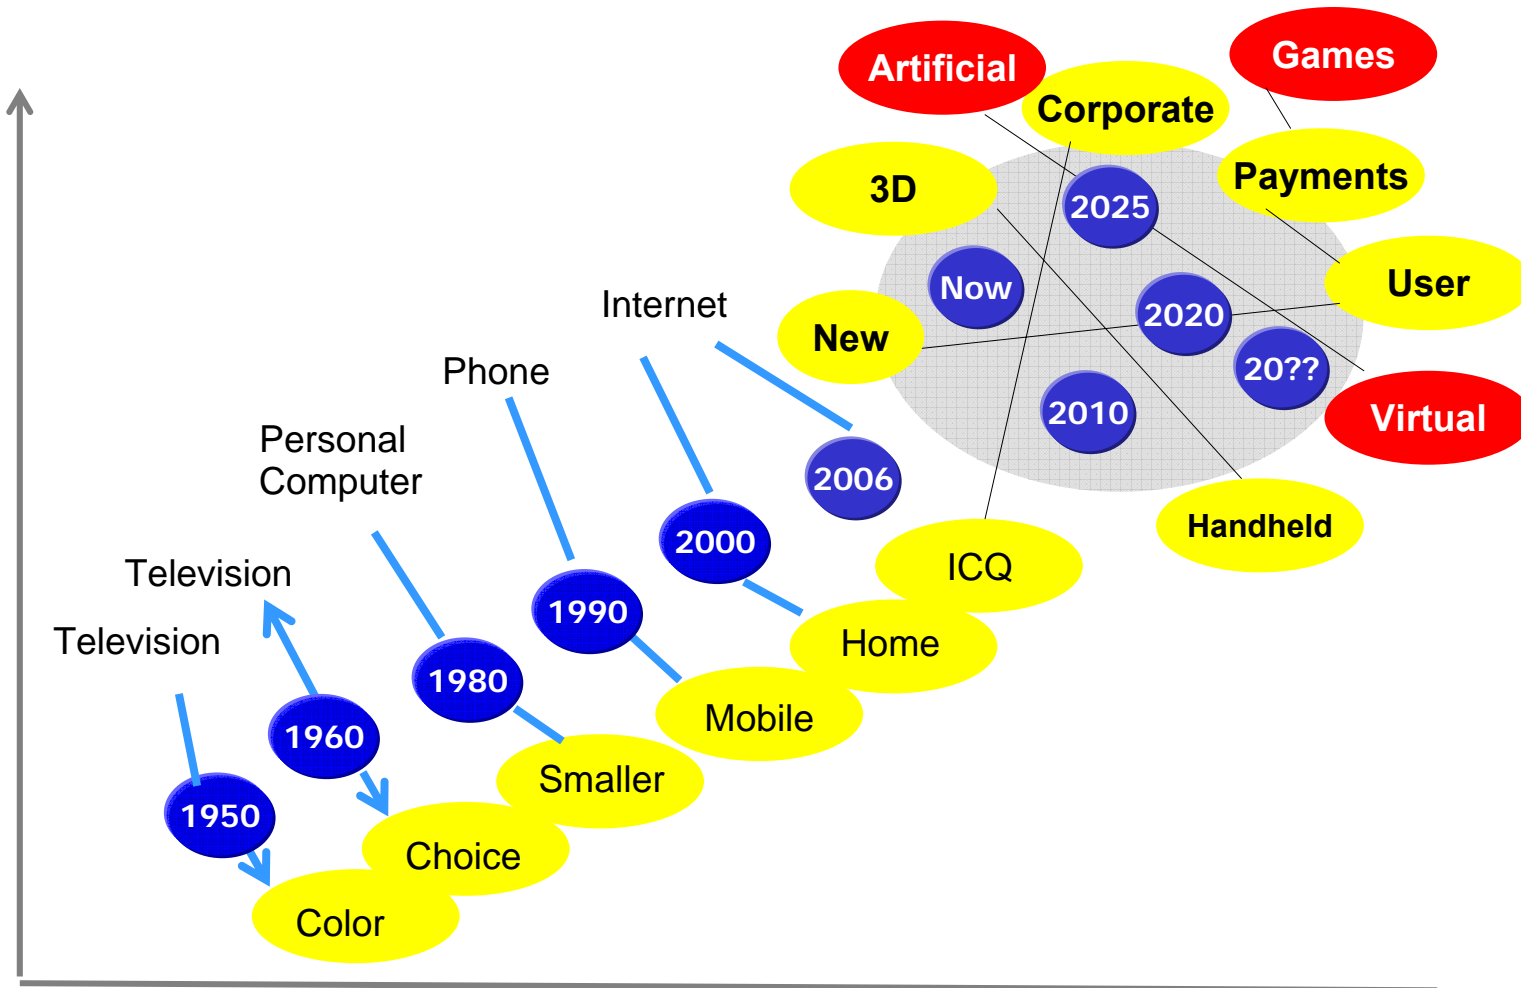 Games
Artificial
Corporate
Payments
3D
2025
User
Now
Internet
2020
New
Phone
20??
2010
Virtual
Personal
Computer
2006
Handheld
2000
ICQ
Television
1990
Home
Television
1980
Mobile
1960
Smaller
1950
Choice
Color